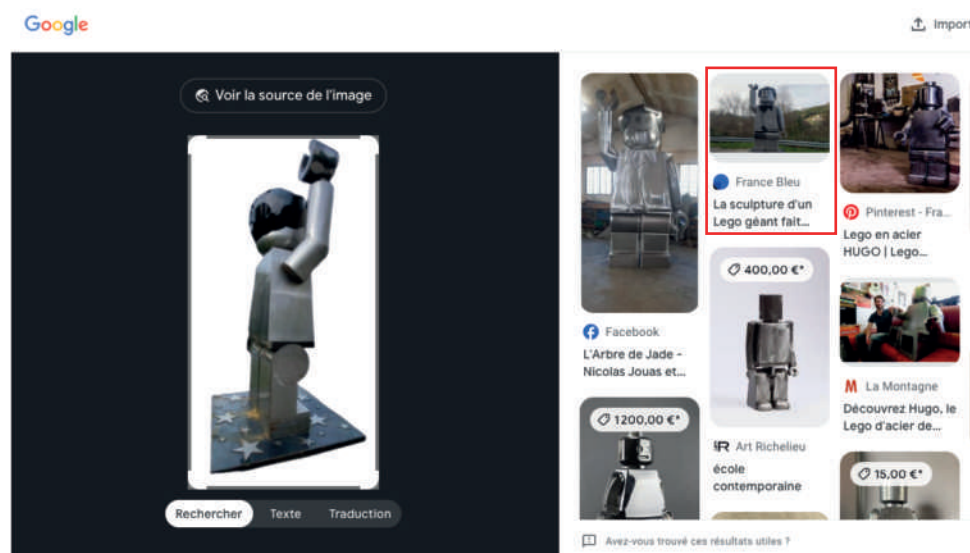 Google
Import
Voir la source de l'image
Rechercher
Texte
Traduction
Facebook
L'Arbre de Jade -
Nicolas Jouas et...
1 200,00 €*
France Bleu
La sculpture d'un
Lego géant fait...
400,00 €*
Art Richelieu
école
contemporaine
Pinterest - Fra...
Lego en acier
HUGO | Lego...
La Montagne
Découvrez Hugo, le
Lego d'acier de...
15,00 €*
Avez-vous trouvé ces résultats utiles ?